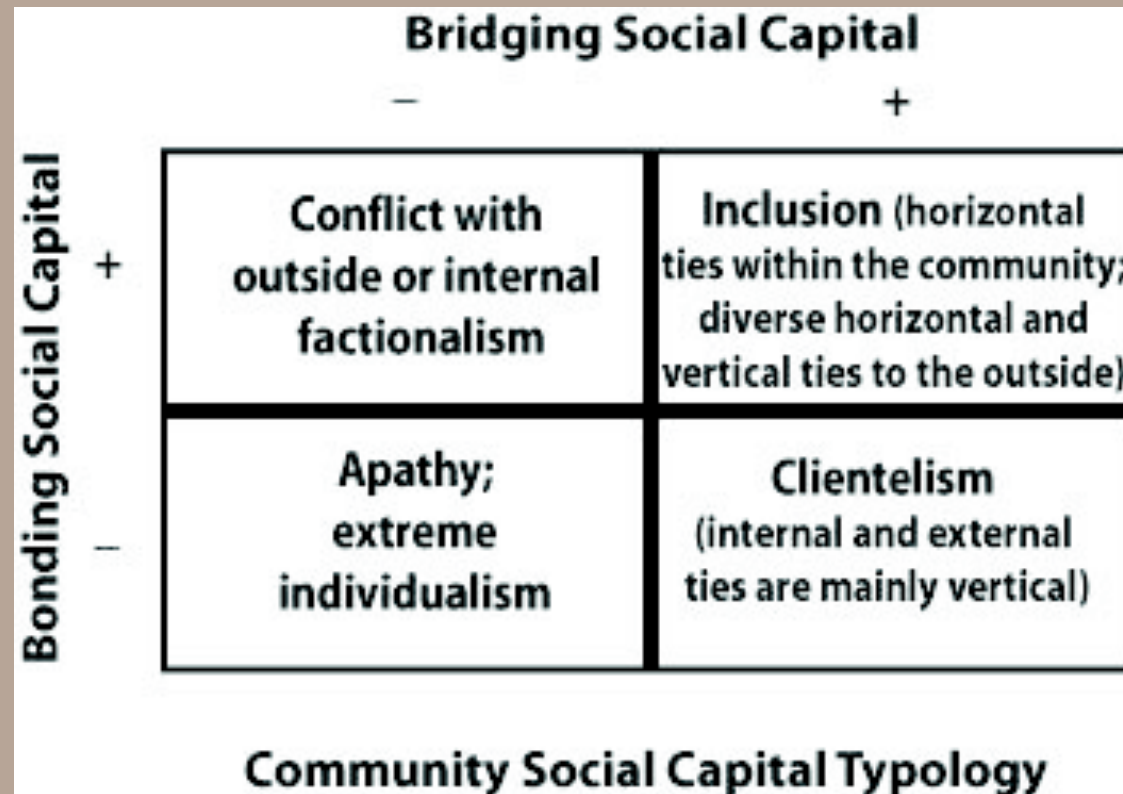 Bridging Social Capital
− +
Bonding Social Capital
+
Conflict with
outside or internal
factionalism
Inclusion (horizontal
ties within the community;
diverse horizontal and
vertical ties to the outside)
−
Apathy;
extreme
individualism
Clientelism
(internal and external
ties are mainly vertical)
Community Social Capital Typology